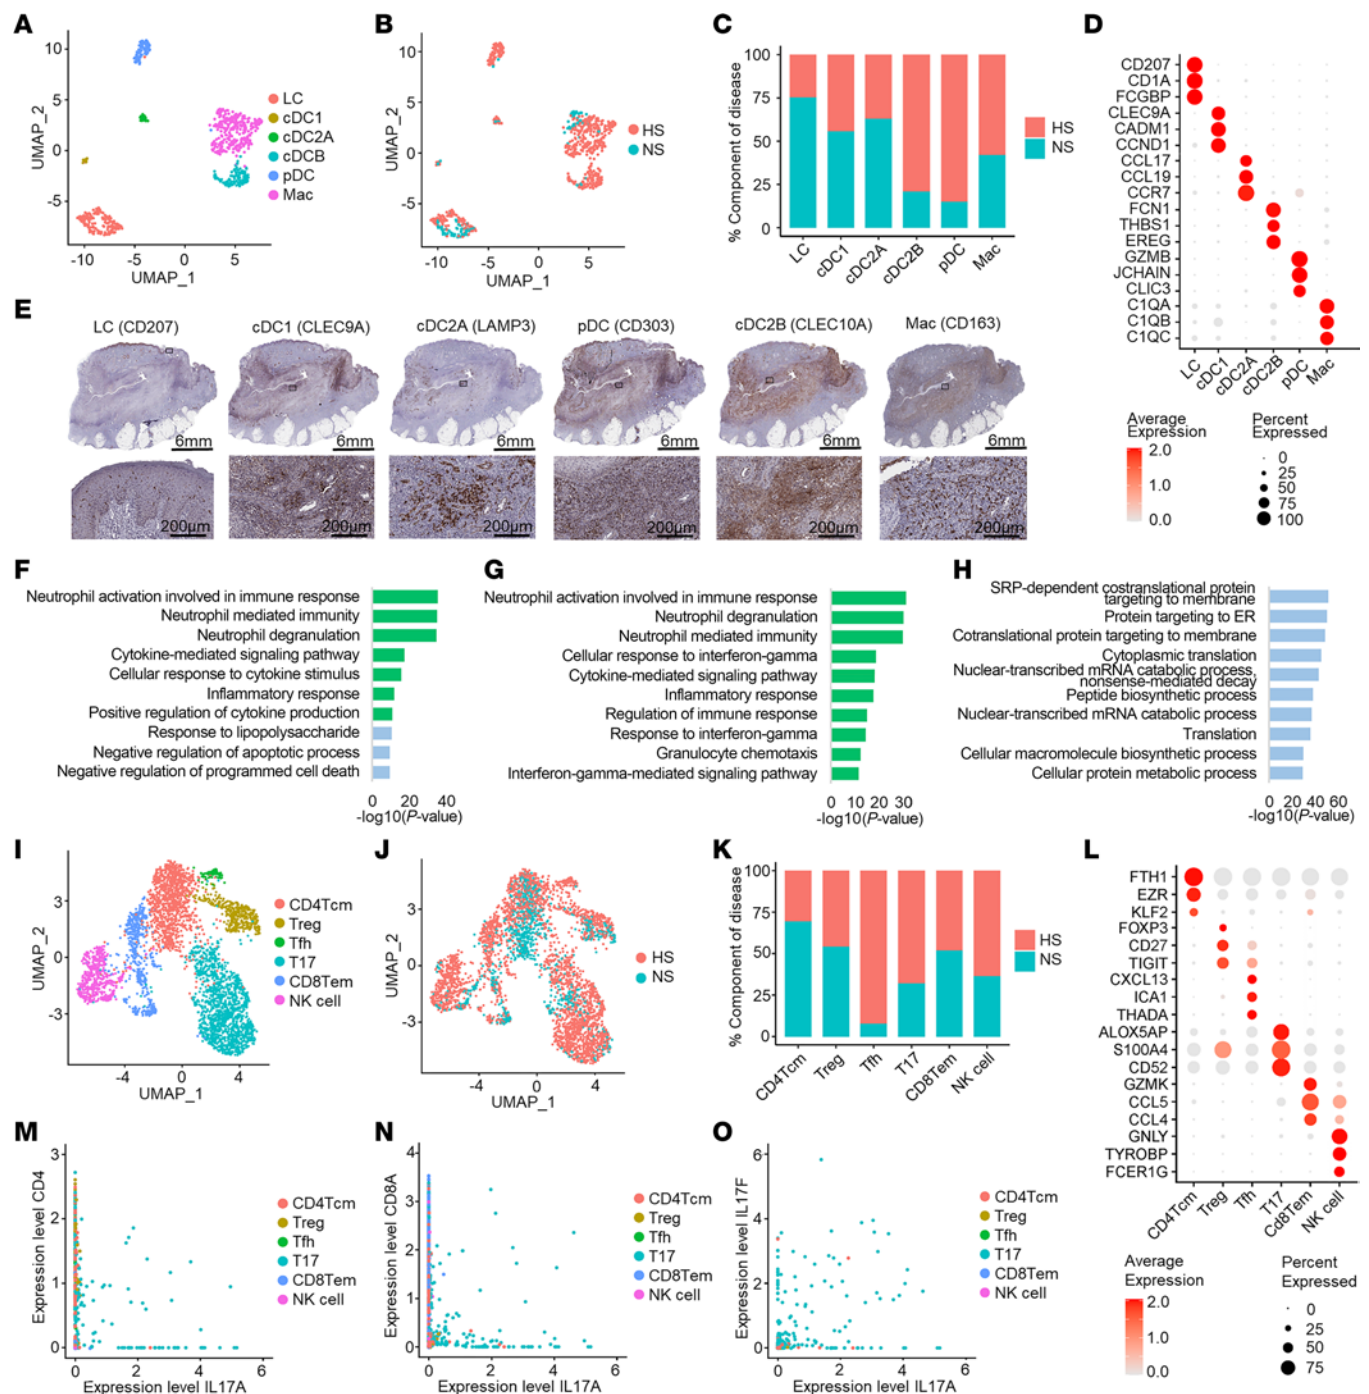 A
UMAP_2
10
5
0
-5
-10
-5
0
5
UMAP_1
LC
cDC1
cDC2A
cDCB
pDC
Mac
B
UMAP_2
10
5
0
-5
-10
-5
0
5
UMAP_1
HS
NS
C
% Component of disease
100
75
50
25
0
LC
cDC1
cDC2A
cDC2B
pDC
Mac
HS
NS
D
CD207
CD1A
FCGBP
CLEC9A
CADM1
CCND1
CCL17
CCL19
CCR7
FCN1
THBS1
EREG
GZMB
JCHAIN
CLIC3
C1QA
C1QB
C1QC
LC
cDC1
cDC2A
cDC2B
pDC
Mac
Average
Expression
2.0
1.0
0.0
Percent
Expressed
0
25
50
75
100
E
LC (CD207)
cDC1 (CLEC9A)
cDC2A (LAMP3)
pDC (CD303)
cDC2B (CLEC10A)
Mac (CD163)
6mm
6mm
6mm
6mm
6mm
6mm
200µm
200µm
200µm
200µm
200µm
200µm
F
Neutrophil activation involved in immune response
Neutrophil mediated immunity
Neutrophil degranulation
Cytokine-mediated signaling pathway
Cellular response to cytokine stimulus
Inflammatory response
Positive regulation of cytokine production
Response to lipopolysaccharide
Negative regulation of apoptotic process
Negative regulation of programmed cell death
0 20 40
-log10(P-value)
G
Neutrophil activation involved in immune response
Neutrophil degranulation
Neutrophil mediated immunity
Cellular response to interferon-gamma
Cytokine-mediated signaling pathway
Inflammatory response
Regulation of immune response
Response to interferon-gamma
Granulocyte chemotaxis
Interferon-gamma-mediated signaling pathway
0 10 20 30
-log10(P-value)
H
SRP-dependent cotranslational protein
targeting to membrane
Protein targeting to ER
Cotranslational protein targeting to membrane
Cytoplasmic translation
Nuclear-transcribed mRNA catabolic process,
nonsense-mediated decay
Peptide biosynthetic process
Nuclear-transcribed mRNA catabolic process
Translation
Cellular macromolecule biosynthetic process
Cellular protein metabolic process
0 20 40 60
-log10(P-value)
I
UMAP_2
3
0
-3
-4
0
4
UMAP_1
CD4Tcm
Treg
Tfh
T17
CD8Tem
NK cell
J
UMAP_2
3
0
-3
-4
0
4
UMAP_1
HS
NS
K
% Component of disease
100
75
50
25
0
CD4Tcm
Treg
Tfh
T17
CD8Tem
NK cell
HS
NS
L
FTH1
EZR
KLF2
FOXP3
CD27
TIGIT
CXCL13
ICA1
THADA
ALOX5AP
S100A4
CD52
GZMK
CCL5
CCL4
GNLY
TYROBP
FCER1G
CD4Tcm
Treg
Tfh
T17
Cd8Tem
NK cell
Average
Expression
2.0
1.0
0.0
Percent
Expressed
0
25
50
75
M
Expression level CD4
3
2
1
0
0
2
4
6
Expression level IL17A
CD4Tcm
Treg
Tfh
T17
CD8Tem
NK cell
N
Expression level CD8A
4
3
2
1
0
0
2
4
6
Expression level IL17A
CD4Tcm
Treg
Tfh
T17
CD8Tem
NK cell
O
Expression level IL17F
6
4
2
0
0
2
4
6
Expression level IL17A
CD4Tcm
Treg
Tfh
T17
CD8Tem
NK cell